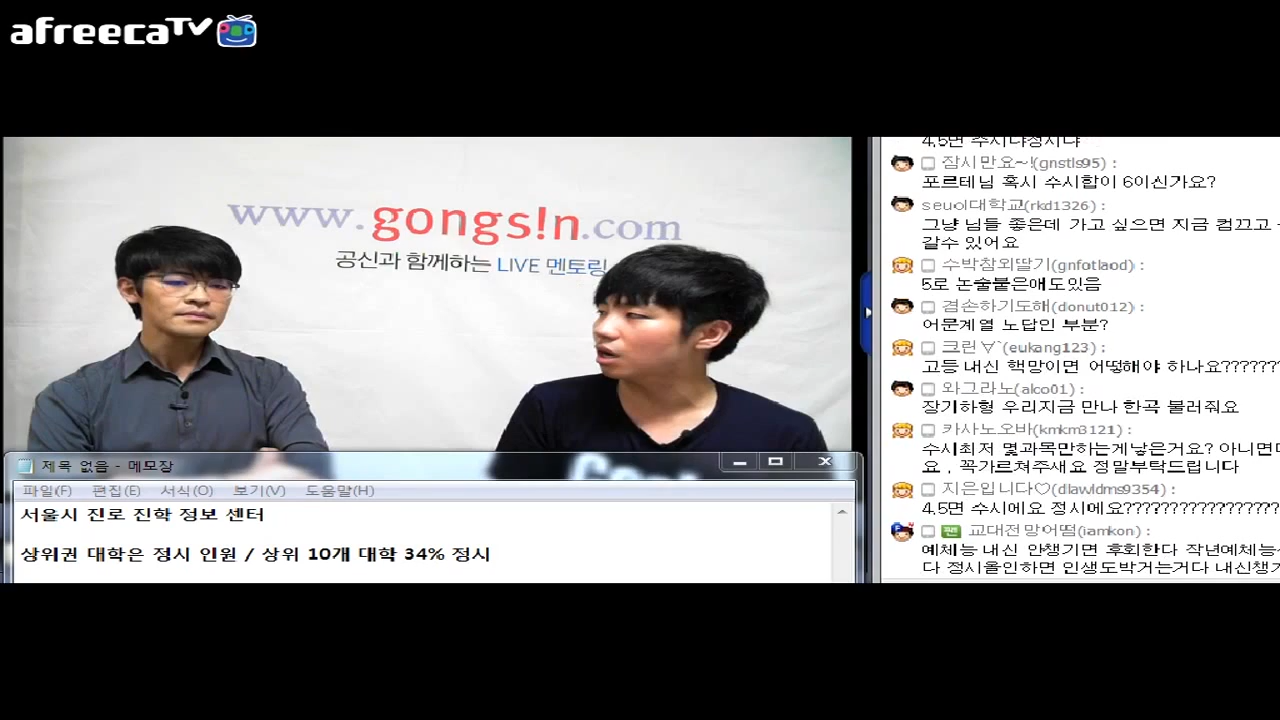 afreecaTV
www.gongs!n.com
공신과 함께하는 LIVE 멘토링
제목 없음 - 메모장
파일(F) 편집(E) 서식(O) 보기(V) 도움말(H)
서울시 진로 진학 정보 센터
상위권 대학은 정시 인원 / 상위 10개 대학 34% 정시
4.5면 수시냐정시냐
잠시만요~!(gnstls95) :
포르테님 혹시 수시합이 6이신가요?
seuol대학교(rkd1326) :
그냥 님들 좋은데 가고 싶으면 지금 컴끄고
갈수 있어요
수박참외딸기(gnfotlaod) :
5로 논술붙은애도있음
겸손하기도해(donut012) :
어문계열 노답인 부분?
크린∀`(eukang123) :
고등 내신 핵망이면 어떻해야 하나요???????
와그라노(alco01) :
장기하형 우리지금 만나 한곡 불러줘요
카사노오바(kmkm3121) :
수시최저 몇과목만하는게낳은거요? 아니면
요 , 꼭가르쳐주세요 정말부탁드립니다
지은입니다♡(dlawldms9354) :
4.5면 수시에요 정시에요?????????????????
교대전망어떰(iamkon) :
예체능 내신 안챙기면 후회한다 작년예체능
다 정시올인하면 인생도박거는거다 내신챙